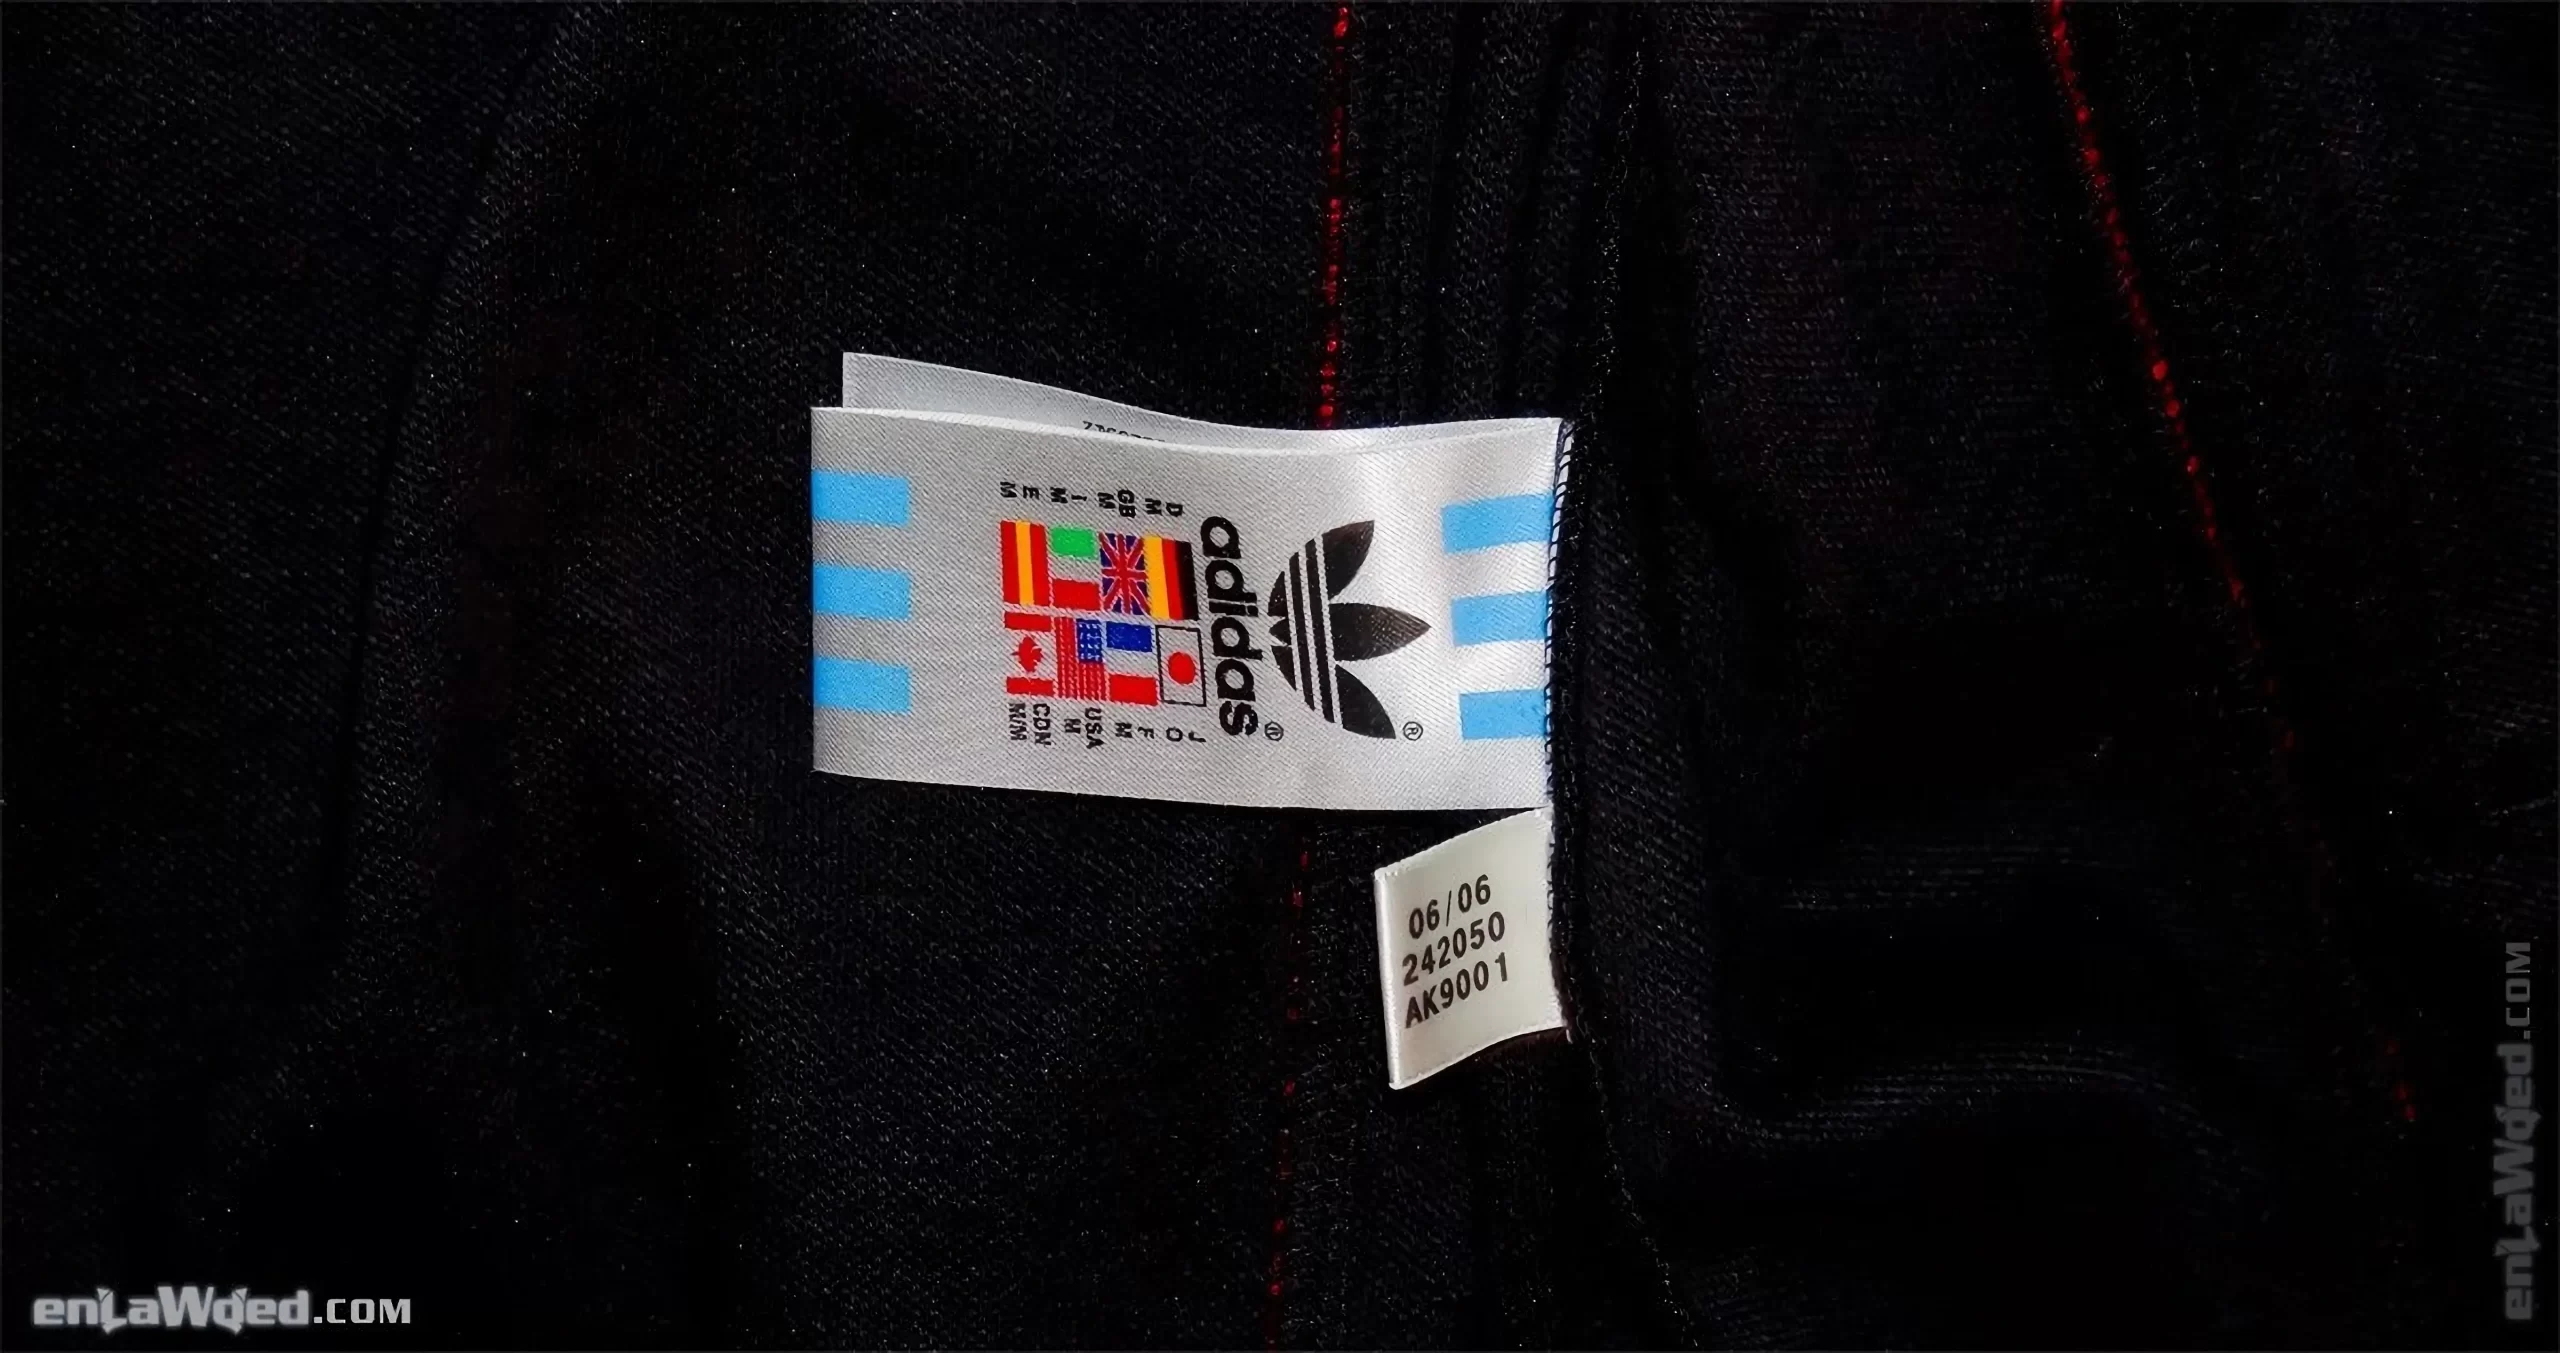 adidas®
®
D
M
GB
M
I
M
E
M
J
O
F
M
USA
M
CDN
M/M
06/06
242050
AK9001
enLaWded.com
enLaWded.com